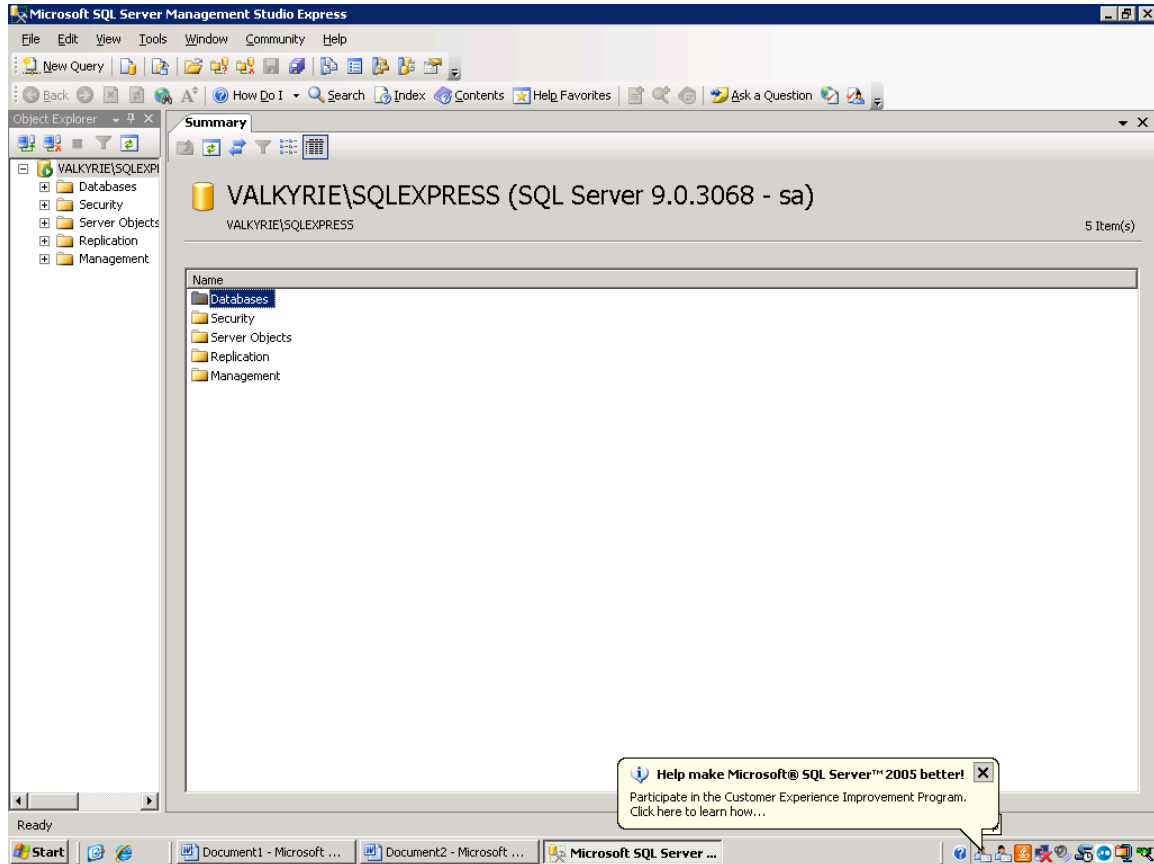 Microsoft SQL Server Management Studio Express
File Edit View Tools Window Community Help
New Query
Back How Do I Search Index Contents Help Favorites Ask a Question
Object Explorer
Summary
VALKYRIE\SQLEXPI
Databases
Security
Server Objects
Replication
Management
VALKYRIE\SQLEXPRESS (SQL Server 9.0.3068 - sa)
VALKYRIE\SQLEXPRESS
5 Item(s)
Name
Databases
Security
Server Objects
Replication
Management
Help make Microsoft® SQL Server™ 2005 better!
Participate in the Customer Experience Improvement Program.
Click here to learn how...
Ready
Start Document1 - Microsoft ... Document2 - Microsoft ... Microsoft SQL Server ...